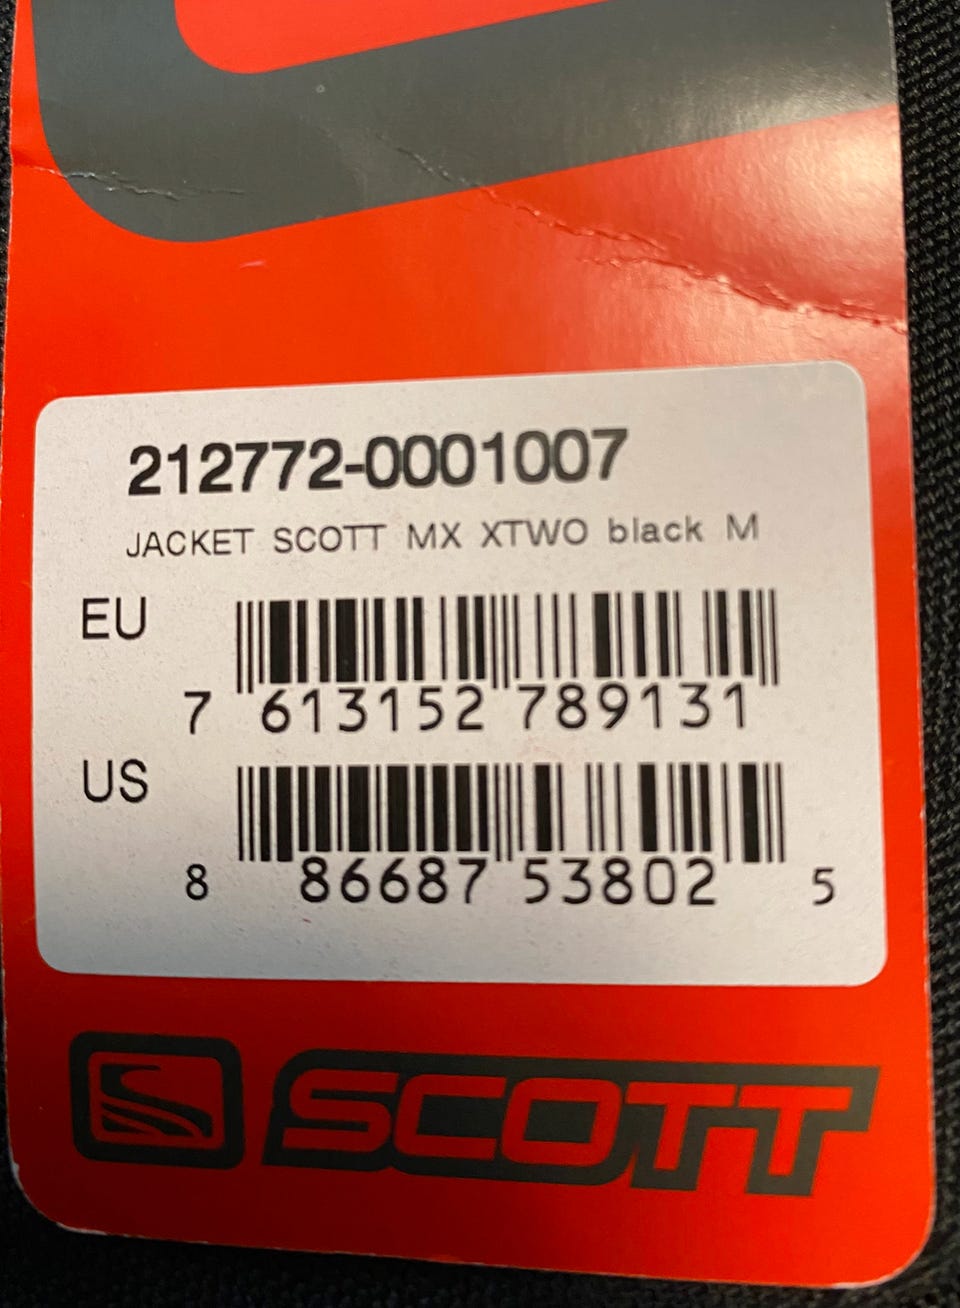 212772-0001007
JACKET SCOTT MX XTWO black M
EU
7 613152 789131
US
8 86687 53802 5
SCOTT